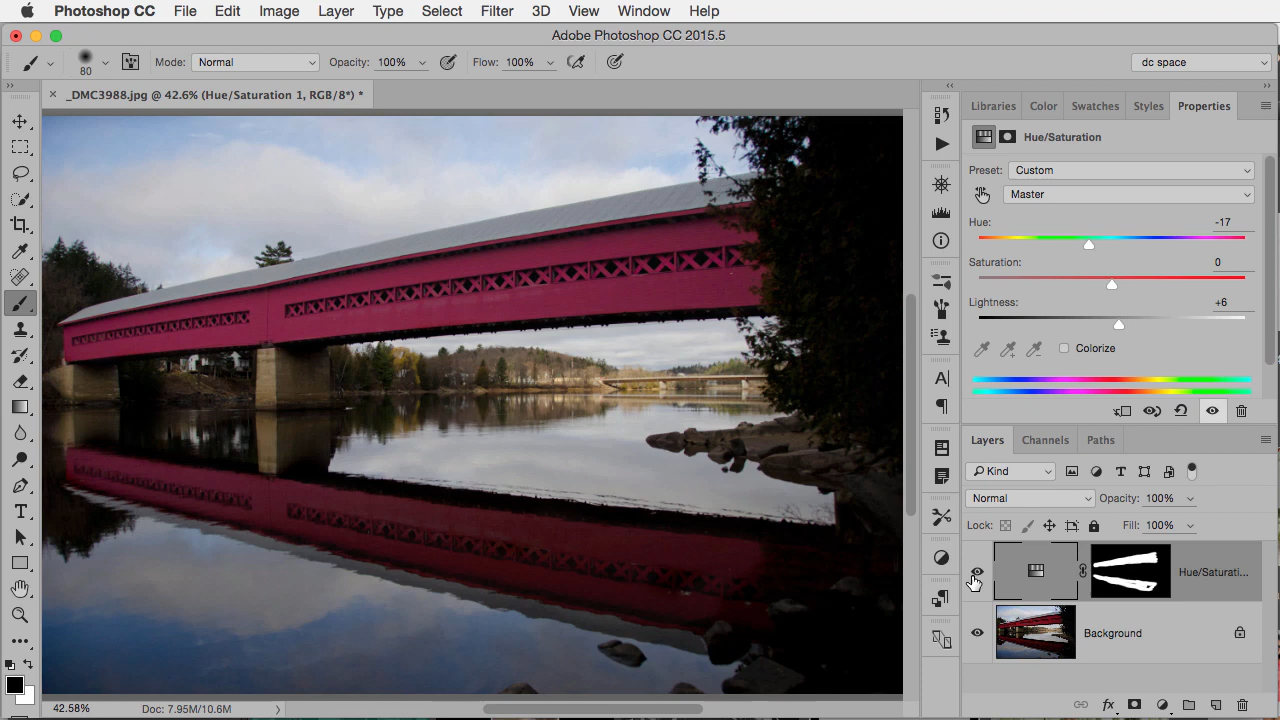 Photoshop CC File Edit Image Layer Type Select Filter 3D View Window Help
Adobe Photoshop CC 2015.5
80 Mode: Normal Opacity: 100% Flow: 100% dc space
× _DMC3988.jpg @ 42.6% (Hue/Saturation 1, RGB/8*) *
Libraries Color Swatches Styles Properties
Hue/Saturation
Preset: Custom
Master
Hue: -17
Saturation: 0
Lightness: +6
Colorize
Layers Channels Paths
Kind
Normal Opacity: 100%
Lock: Fill: 100%
Hue/Saturati...
Background
42.58% Doc: 7.95M/10.6M